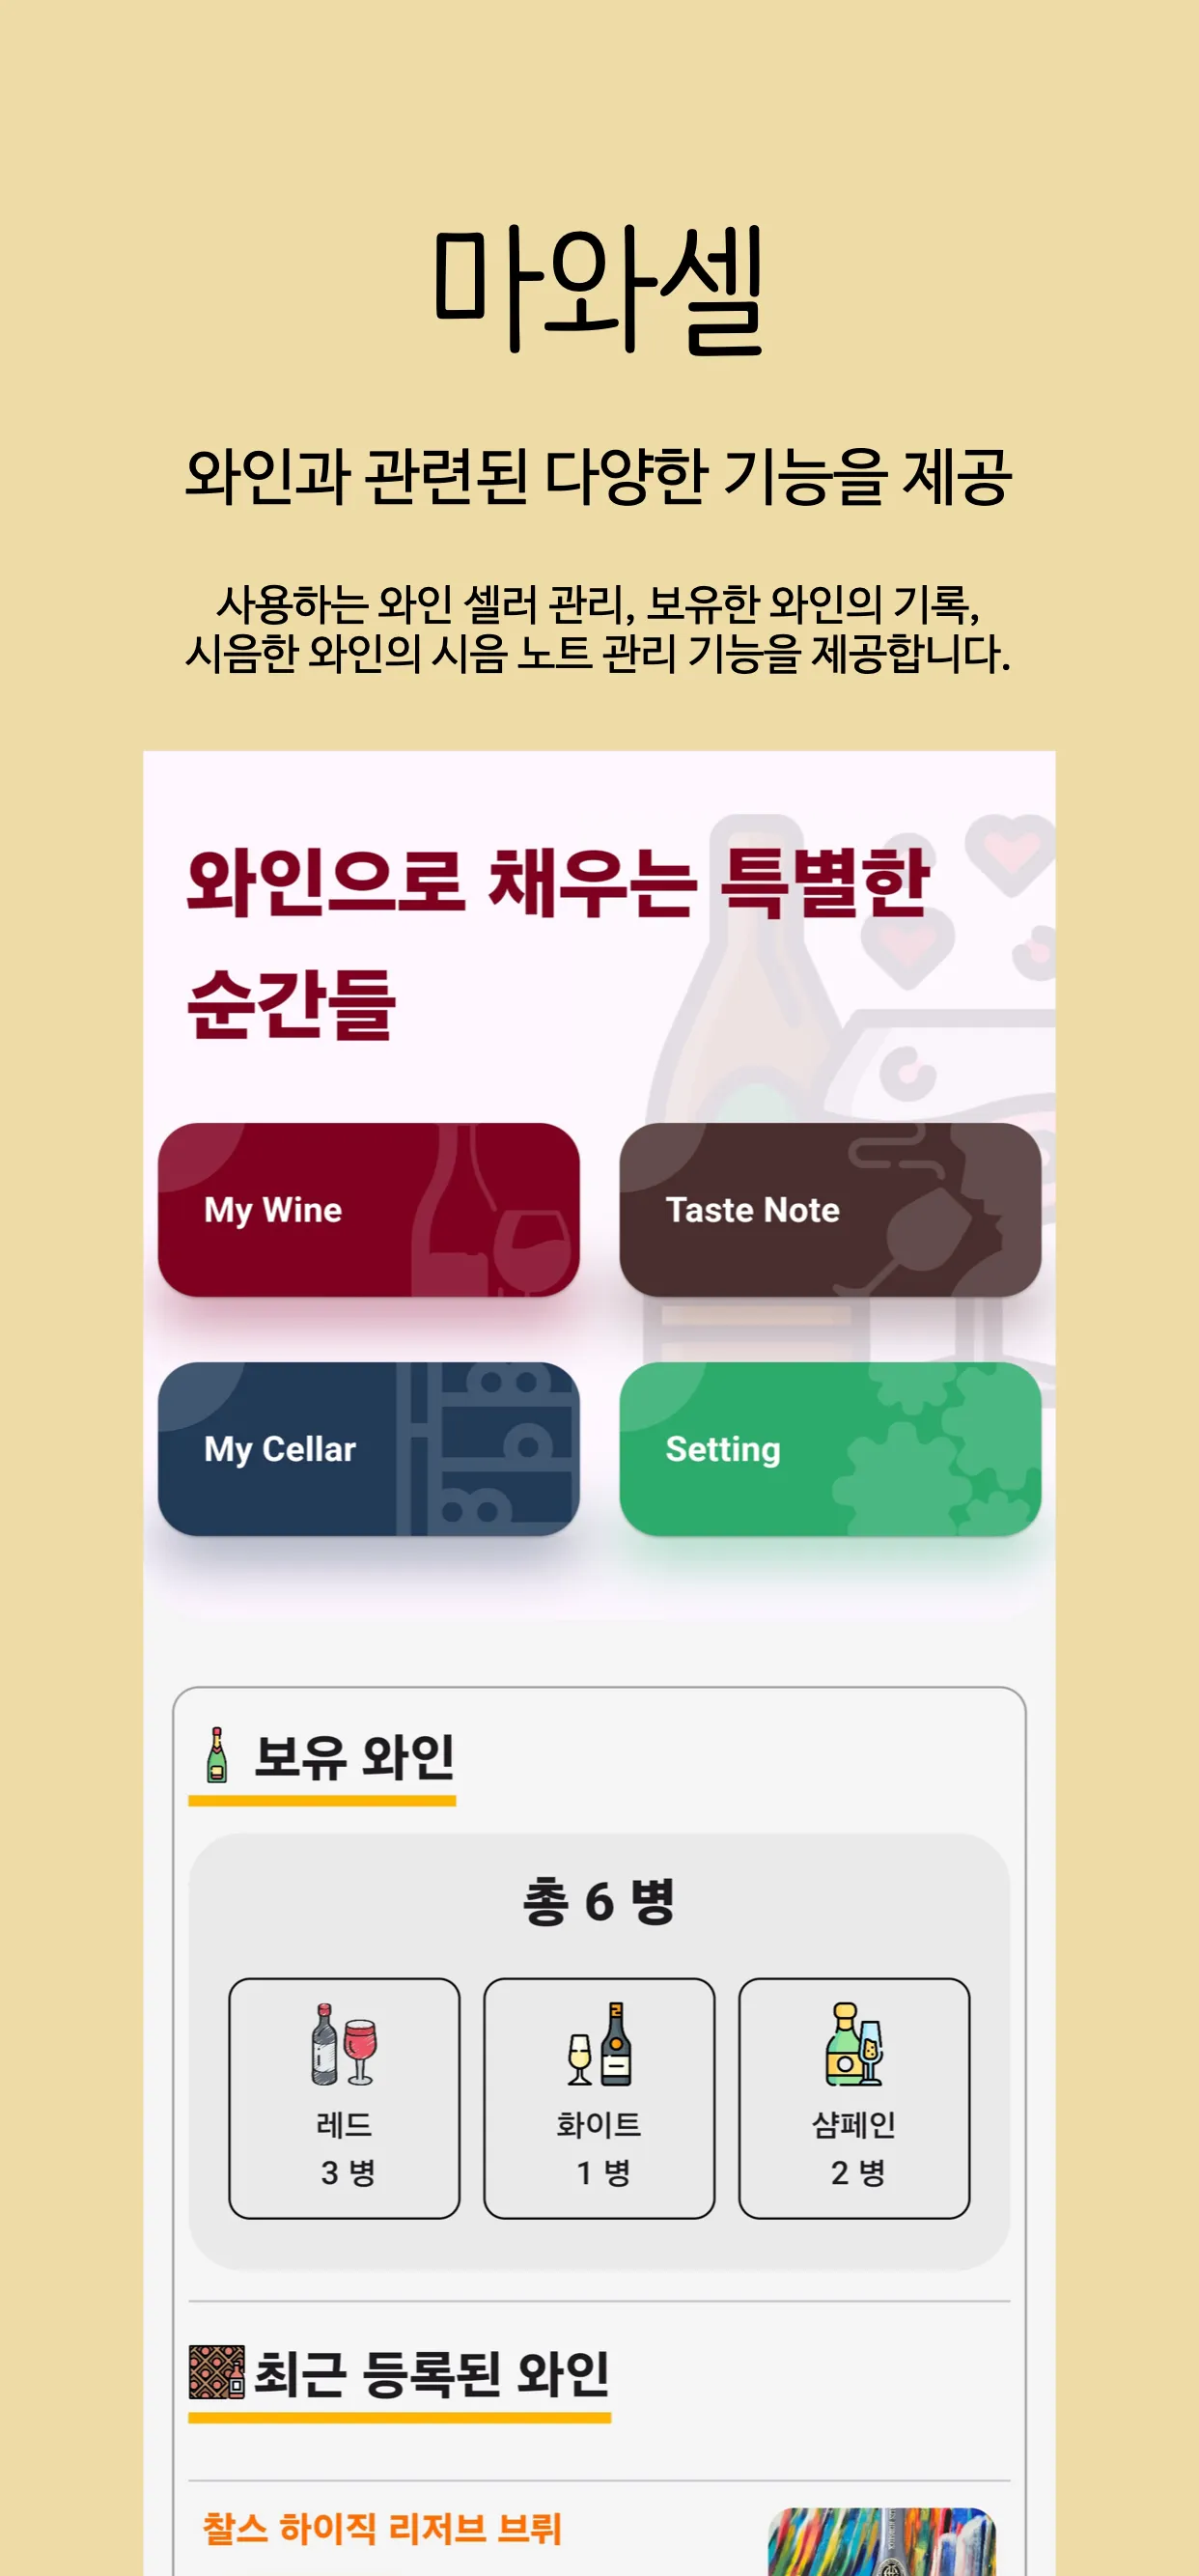 마와셀
와인과 관련된 다양한 기능을 제공
사용하는 와인 셀러 관리, 보유한 와인의 기록,
시음한 와인의 시음 노트 관리 기능을 제공합니다.
와인으로 채우는 특별한
순간들
My Wine
Taste Note
My Cellar
Setting
보유 와인
총 6 병
레드
3 병
화이트
1 병
샴페인
2 병
최근 등록된 와인
찰스 하이직 리저브 브뤼